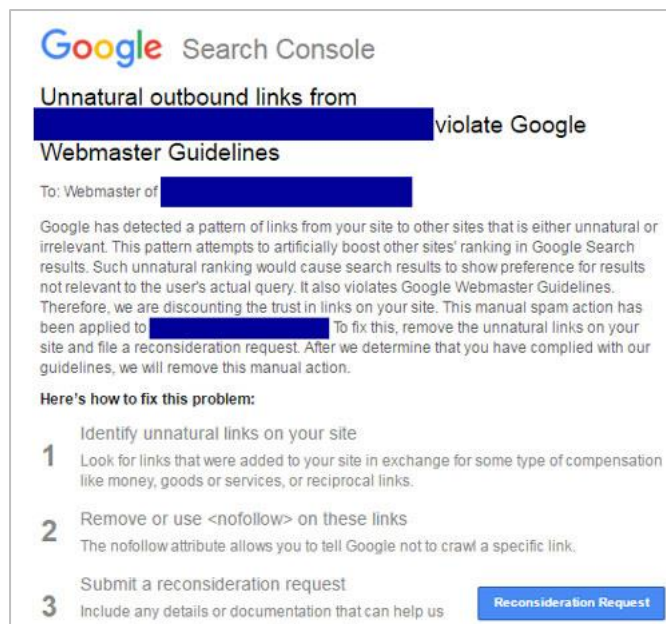 Google Search Console
Unnatural outbound links from
violate Google
Webmaster Guidelines
To: Webmaster of
Google has detected a pattern of links from your site to other sites that is either unnatural or
irrelevant. This pattern attempts to artificially boost other sites' ranking in Google Search
results. Such unnatural ranking would cause search results to show preference for results
not relevant to the user's actual query. It also violates Google Webmaster Guidelines.
Therefore, we are discounting the trust in links on your site. This manual spam action has
been applied to To fix this, remove the unnatural links on your
site and file a reconsideration request. After we determine that you have complied with our
guidelines, we will remove this manual action.
Here's how to fix this problem:
1
Identify unnatural links on your site
Look for links that were added to your site in exchange for some type of compensation
like money, goods or services, or reciprocal links.
2
Remove or use <nofollow> on these links
The nofollow attribute allows you to tell Google not to crawl a specific link.
3
Submit a reconsideration request
Include any details or documentation that can help us
Reconsideration Request